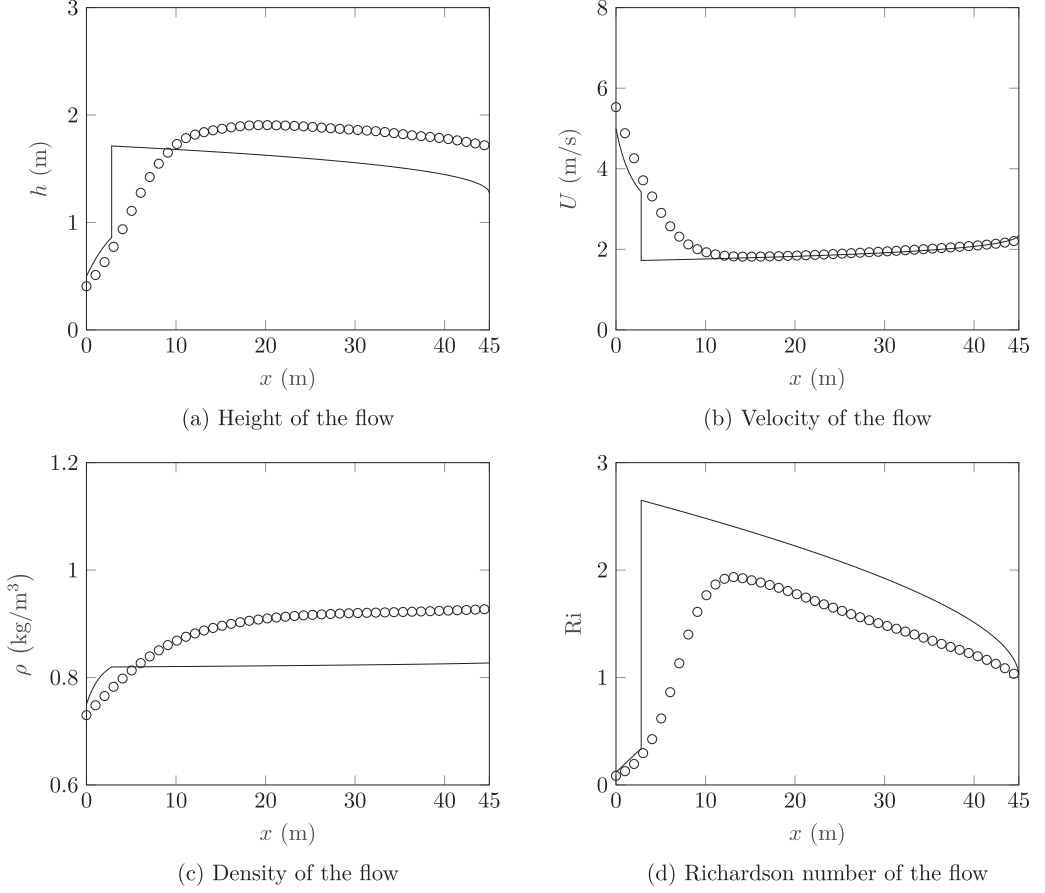 3
2
1
0
h (m)
0 10 20 30 40 45
x (m)
(a) Height of the flow
8
6
4
2
0
U (m/s)
0 10 20 30 40 45
x (m)
(b) Velocity of the flow
1.2
1
0.8
0.6
ρ (kg/m³)
0 10 20 30 40 45
x (m)
(c) Density of the flow
3
2
1
0
Ri
0 10 20 30 40 45
x (m)
(d) Richardson number of the flow